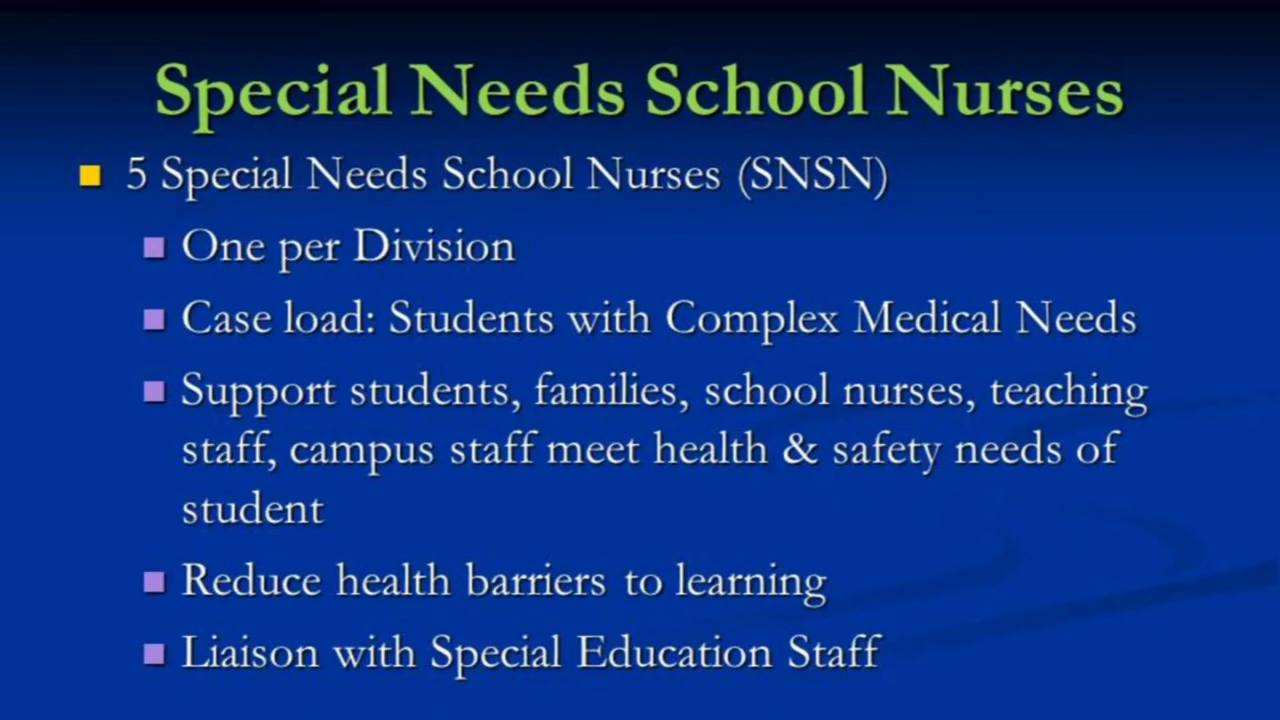 Special Needs School Nurses
5 Special Needs School Nurses (SNSN)
One per Division
Case load: Students with Complex Medical Needs
Support students, families, school nurses, teaching
staff, campus staff meet health & safety needs of
student
Reduce health barriers to learning
Liaison with Special Education Staff